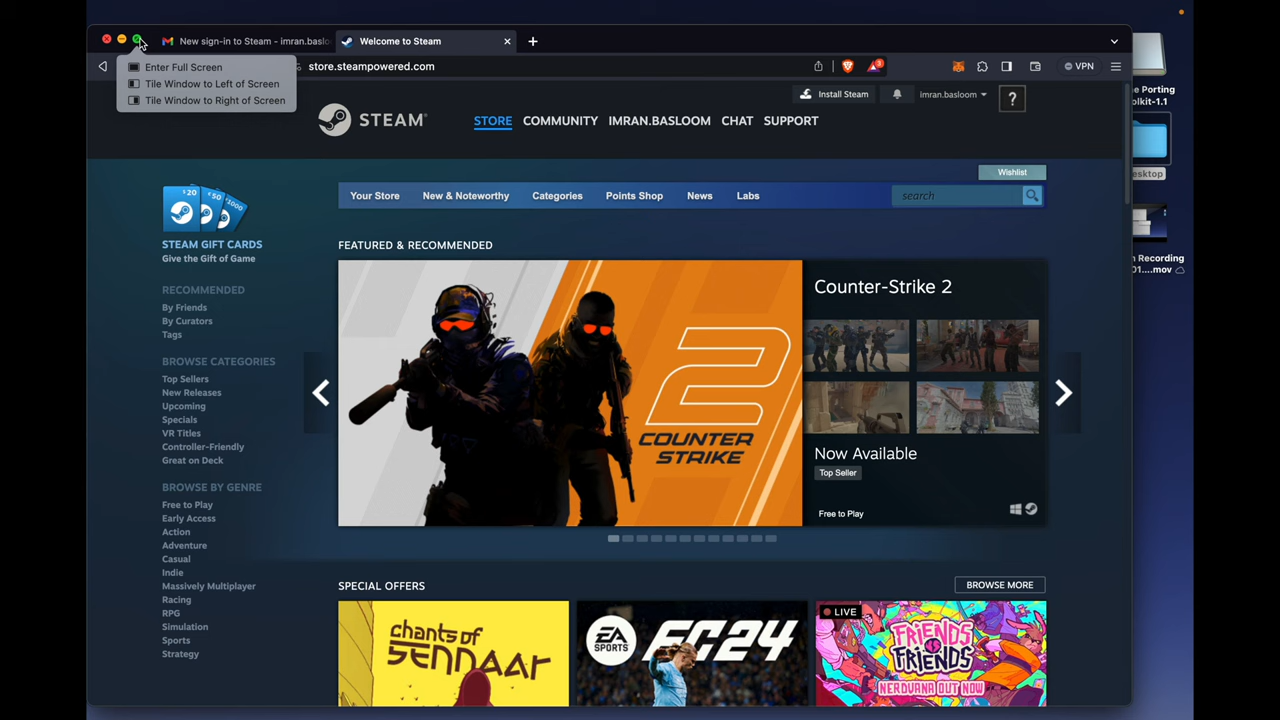 New sign-in to Steam - imran.baslo
Welcome to Steam
Enter Full Screen
Tile Window to Left of Screen
Tile Window to Right of Screen
store.steampowered.com
VPN
Install Steam
imran.basloom
?
STEAM
STORE
COMMUNITY
IMRAN.BASLOOM
CHAT
SUPPORT
Wishlist
Your Store
New & Noteworthy
Categories
Points Shop
News
Labs
search
$20
$50
$1000
STEAM GIFT CARDS
Give the Gift of Game
RECOMMENDED
By Friends
By Curators
Tags
BROWSE CATEGORIES
Top Sellers
New Releases
Upcoming
Specials
VR Titles
Controller-Friendly
Great on Deck
BROWSE BY GENRE
Free to Play
Early Access
Action
Adventure
Casual
Indie
Massively Multiplayer
Racing
RPG
Simulation
Sports
Strategy
FEATURED & RECOMMENDED
2
COUNTER
STRIKE
Counter-Strike 2
Now Available
Top Seller
Free to Play
SPECIAL OFFERS
BROWSE MORE
chants of
SENNAAR
EA
SPORTS
FC24
LIVE
FRIENDS
VS
FRIENDS
NERDVANA OUT NOW
e Porting
olkit-1.1
esktop
n Recording
01....mov